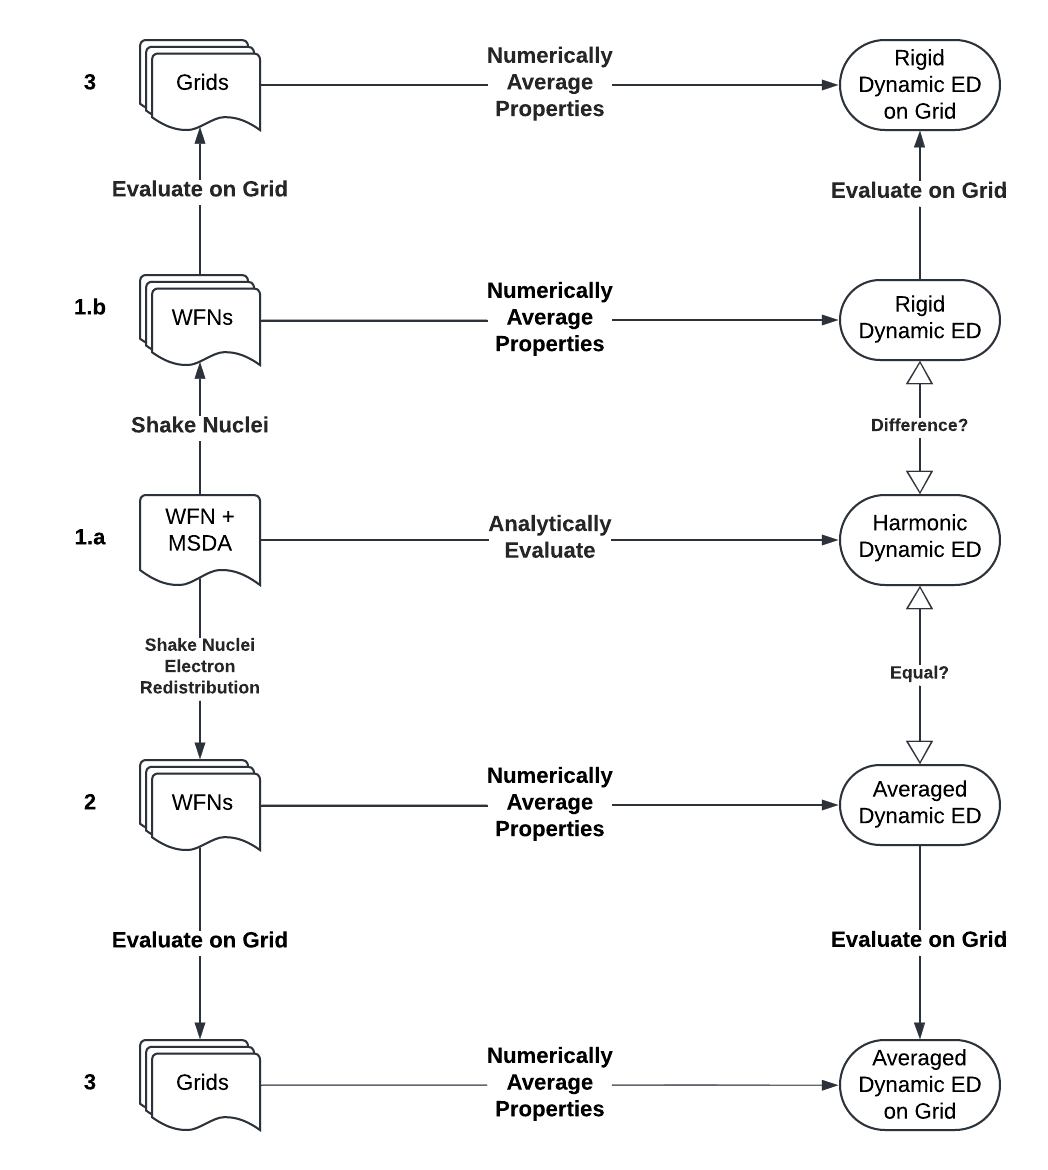 3
Grids
Numerically
Average
Properties
Rigid
Dynamic ED
on Grid
Evaluate on Grid
Evaluate on Grid
1.b
WFNs
Numerically
Average
Properties
Rigid
Dynamic ED
Shake Nuclei
Difference?
1.a
WFN +
MSDA
Analytically
Evaluate
Harmonic
Dynamic ED
Shake Nuclei
Electron
Redistribution
Equal?
2
WFNs
Numerically
Average
Properties
Averaged
Dynamic ED
Evaluate on Grid
Evaluate on Grid
3
Grids
Numerically
Average
Properties
Averaged
Dynamic ED
on Grid